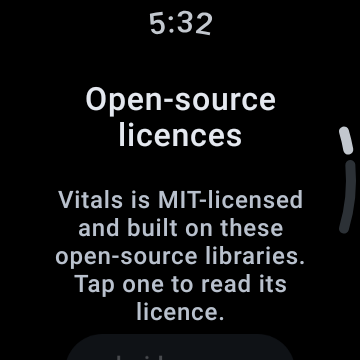 5:32
Open-source
licences
Vitals is MIT-licensed
and built on these
open-source libraries.
Tap one to read its
licence.